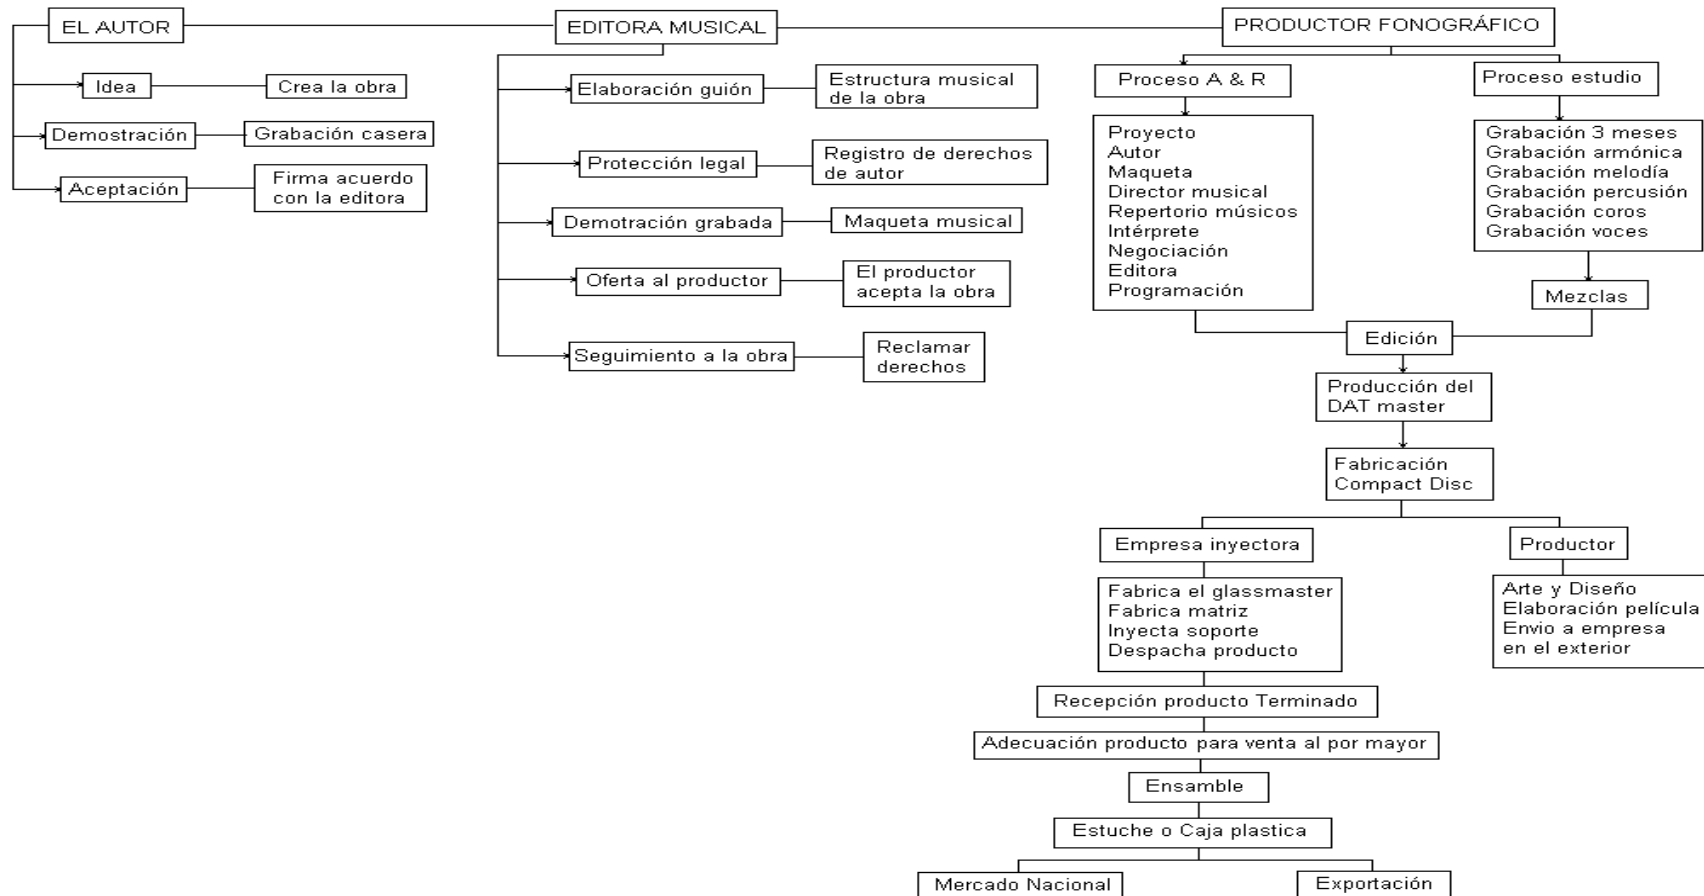 EL AUTOR
EDITORA MUSICAL
PRODUCTOR FONOGRÁFICO
Idea
Crea la obra
Demostración
Grabación casera
Aceptación
Firma acuerdo
con la editora
Elaboración guión
Estructura musical
de la obra
Protección legal
Registro de derechos
de autor
Demotración grabada
Maqueta musical
Oferta al productor
El productor
acepta la obra
Seguimiento a la obra
Reclamar
derechos
Proceso A & R
Proyecto
Autor
Maqueta
Director musical
Repertorio músicos
Intérprete
Negociación
Editora
Programación
Proceso estudio
Grabación 3 meses
Grabación armónica
Grabación melodía
Grabación percusión
Grabación coros
Grabación voces
Mezclas
Edición
Producción del
DAT master
Fabricación
Compact Disc
Empresa inyectora
Fabrica el glassmaster
Fabrica matriz
Inyecta soporte
Despacha producto
Productor
Arte y Diseño
Elaboración película
Envio a empresa
en el exterior
Recepción producto Terminado
Adecuación producto para venta al por mayor
Ensamble
Estuche o Caja plastica
Mercado Nacional
Exportación